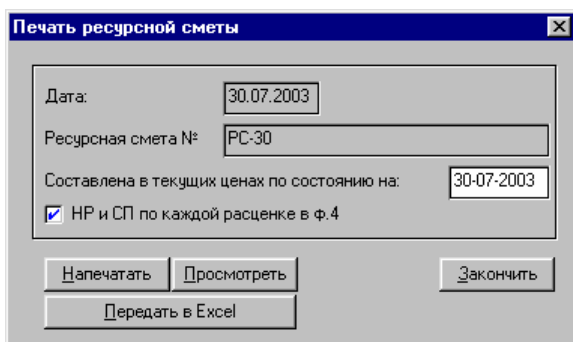 Печать ресурсной сметы
Дата: 30.07.2003
Ресурсная смета № РС-30
Составлена в текущих ценах по состоянию на: 30-07-2003
НР и СП по каждой расценке в ф.4
Напечатать Просмотреть Закончить
Передать в Excel